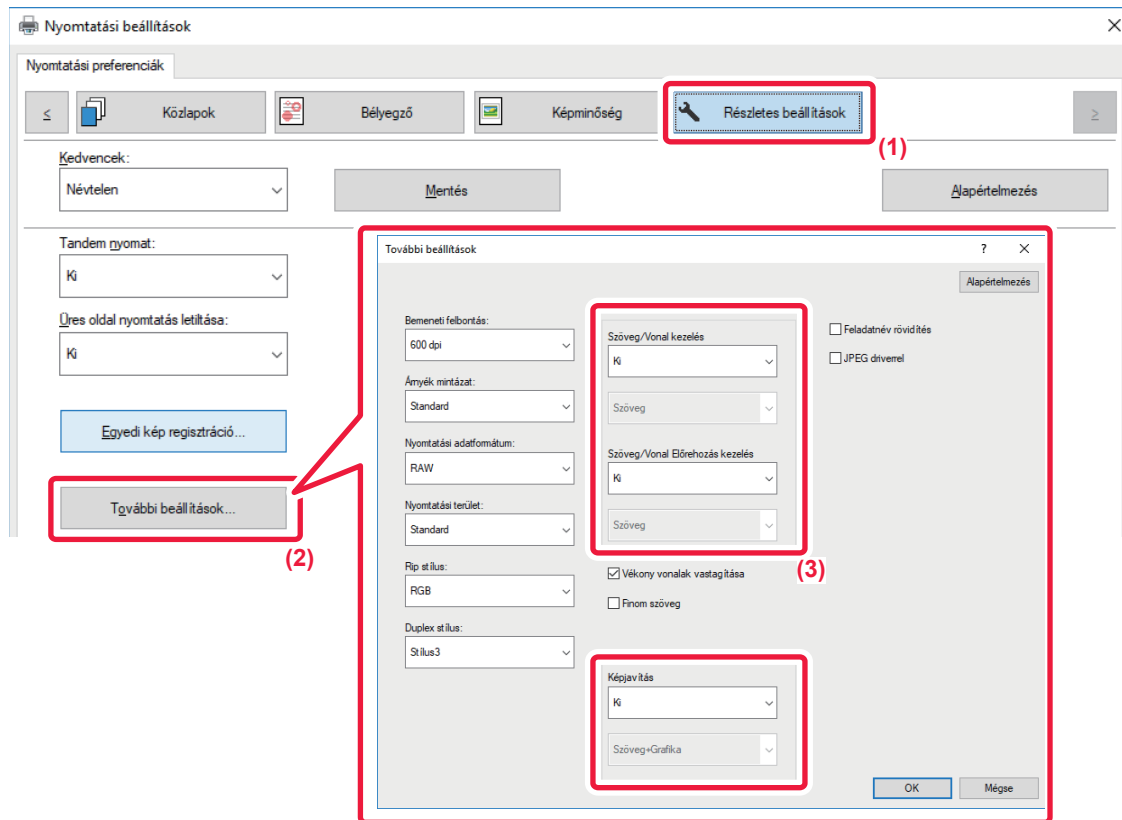 Nyomtatási beállítások
Nyomtatási preferenciák
< Közlapok Bélyegző Képminőség Részletes beállítások >
(1)
Kedvencek:
Névtelen Mentés Alapértelmezés
Tandem nyomat:
Ki
Üres oldal nyomtatás letiltása:
Ki
Egyedi kép regisztráció...
További beállítások...
(2)
További beállítások ?
Alapértelmezés
Bemeneti felbontás:
600 dpi
Árnyék mintázat:
Standard
Nyomtatási adatformátum:
RAW
Nyomtatási terület:
Standard
Rip stílus:
RGB
Duplex stílus:
Stílus3
Szöveg/Vonal kezelés
Ki
Szöveg
Szöveg/Vonal Előrehozás kezelés
Ki
Szöveg
(3)
Vékony vonalak vastagítása
Finom szöveg
Képjavítás
Ki
Szöveg+Grafika
Feladatnév rövidítés
JPEG driverrel
OK Mégse